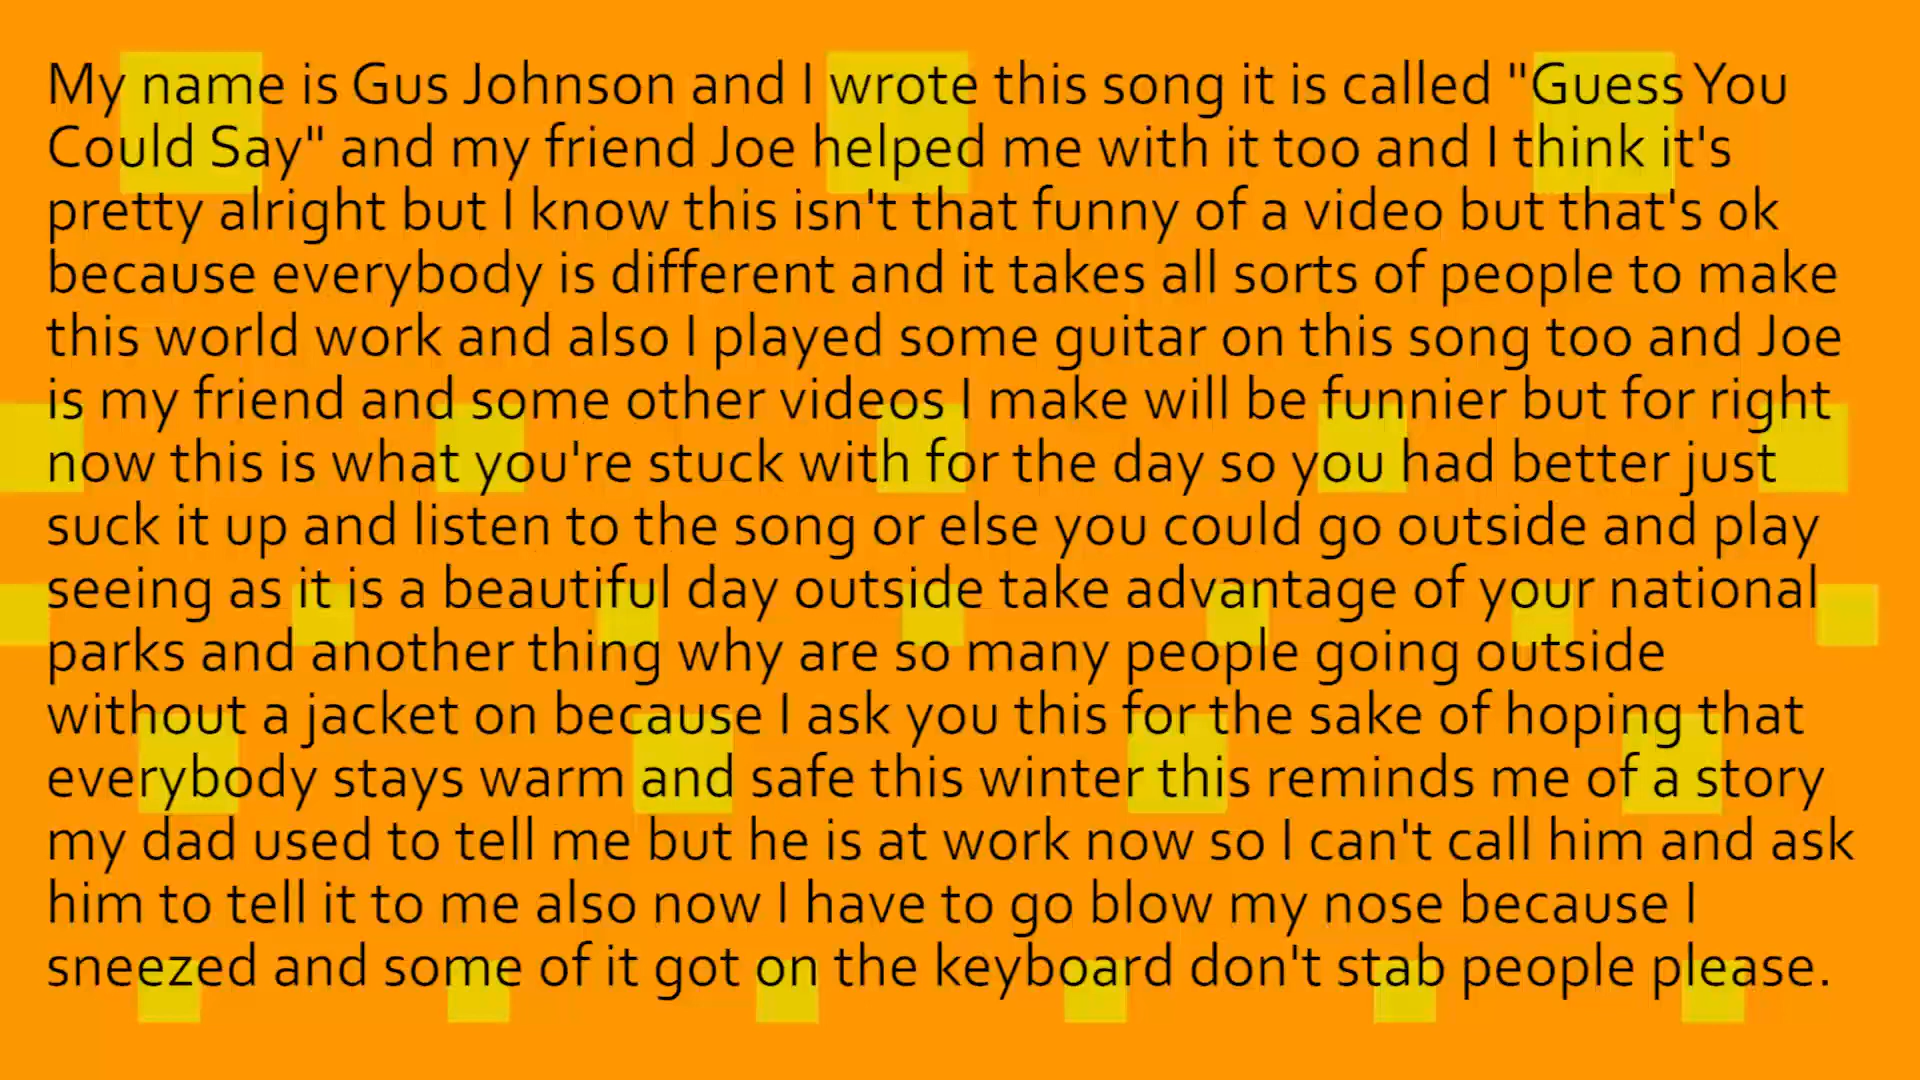 My name is Gus Johnson and I wrote this song it is called "Guess You
Could Say" and my friend Joe helped me with it too and I think it's
pretty alright but I know this isn't that funny of a video but that's ok
because everybody is different and it takes all sorts of people to make
this world work and also I played some guitar on this song too and Joe
is my friend and some other videos I make will be funnier but for right
now this is what you're stuck with for the day so you had better just
suck it up and listen to the song or else you could go outside and play
seeing as it is a beautiful day outside take advantage of your national
parks and another thing why are so many people going outside
without a jacket on because I ask you this for the sake of hoping that
everybody stays warm and safe this winter this reminds me of a story
my dad used to tell me but he is at work now so I can't call him and ask
him to tell it to me also now I have to go blow my nose because I
sneezed and some of it got on the keyboard don't stab people please.